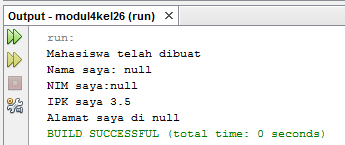 Output - modul4kel26 (run) ×
run:
Mahasiswa telah dibuat
Nama saya: null
NIM saya:null
IPK saya 3.5
Alamat saya di null
BUILD SUCCESSFUL (total time: 0 seconds)